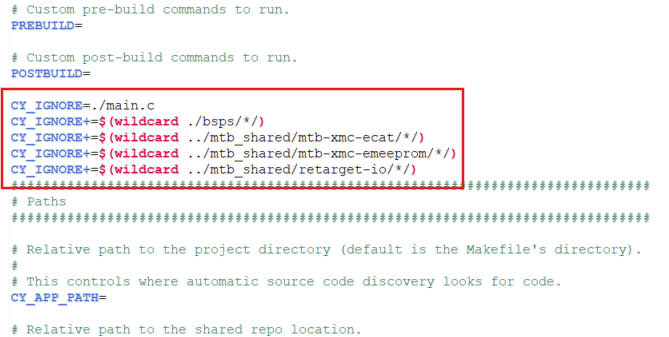 # Custom pre-build commands to run.
PREBUILD=
# Custom post-build commands to run.
POSTBUILD=
CY_IGNORE=./main.c
CY_IGNORE+=$(wildcard ./bsps/*/)
CY_IGNORE+=$(wildcard ../mtb_shared/mtb-xmc-ecat/*/)
CY_IGNORE+=$(wildcard ../mtb_shared/mtb-xmc-emeeprom/*/)
CY_IGNORE+=$(wildcard ../mtb_shared/retarget-io/*/)
################################################################################
# Paths
################################################################################
# Relative path to the project directory (default is the Makefile's directory).
#
# This controls where automatic source code discovery looks for code.
CY_APP_PATH=
# Relative path to the shared repo location.